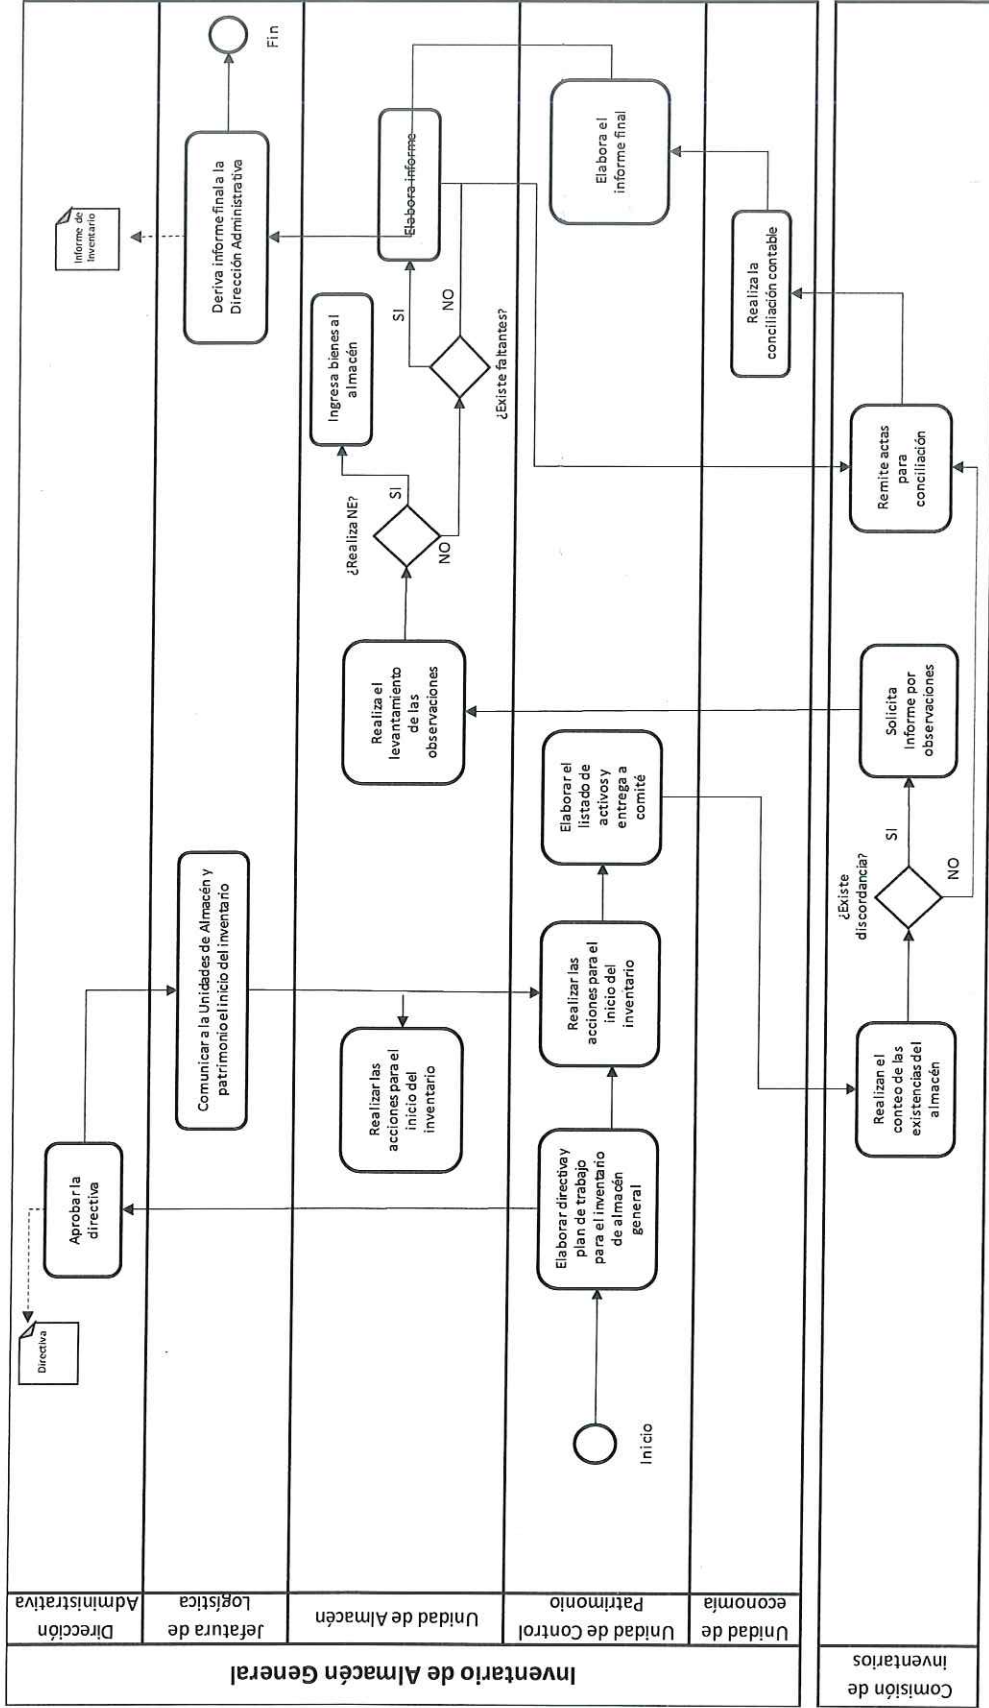 Inventario de Almacén General
Dirección
Administrativa
Directiva
Aprobar la
directiva
Informe de
Inventario
Jefatura de
Logística
Comunicar a la Unidades de Almacén y
patrimonio el inicio del inventario
Deriva informe final a la
Dirección Administrativa
Fin
Unidad de Almacén
Realizar las
acciones para el
inicio del
inventario
Realiza el
levantamiento
de las
observaciones
¿Realiza NE?
SI
NO
Ingresa bienes al
almacén
¿Existe faltantes?
SI
NO
Elabora informe
Unidad de Control
Patrimonio
Inicio
Elaborar directiva y
plan de trabajo
para el inventario
de almacén
general
Realizar las
acciones para el
inicio del
inventario
Elaborar el
listado de
activos y
entrega a
comité
Elabora el
informe final
Unidad de
economía
Realiza la
conciliación contable
Comisión de
inventarios
Realizan el
conteo de las
existencias del
almacén
¿Existe
discordancia?
SI
NO
Solicita
Informe por
observaciones
Remite actas
para
conciliación